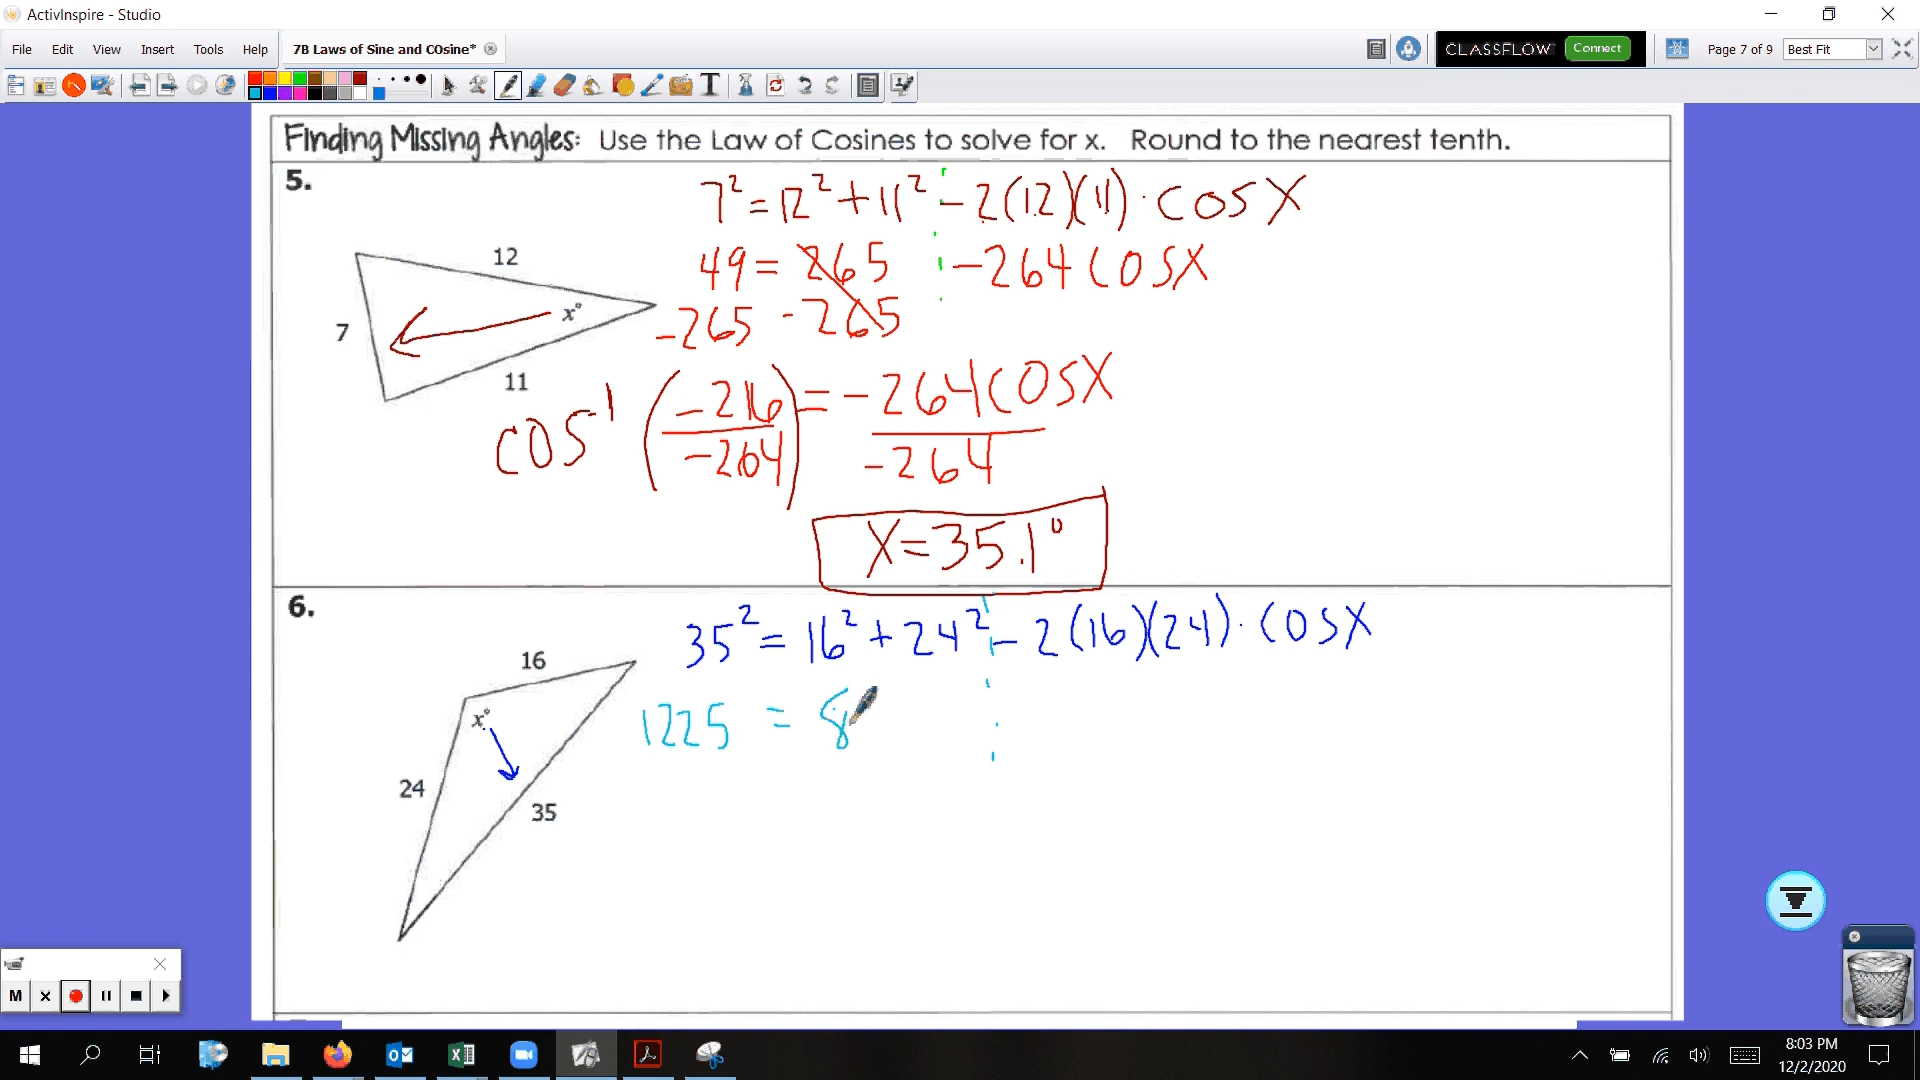 ActivInspire - Studio
File Edit View Insert Tools Help 7B Laws of Sine and COsine* CLASSFLOW Connect Page 7 of 9 Best Fit
T
Finding Missing Angles: Use the Law of Cosines to solve for x. Round to the nearest tenth.
5.
7² = 12² + 11² - 2(12)(11) · cos X
12
49 = 265 - 264 cos X
x°
7
-265 - 265
11
cos⁻¹ (-216/-264) = -264 cos X/-264
X = 35.1°
6.
35² = 16² + 24² - 2(16)(24) · cos X
16
x°
1225 = 8
24
35
M
8:03 PM
12/2/2020